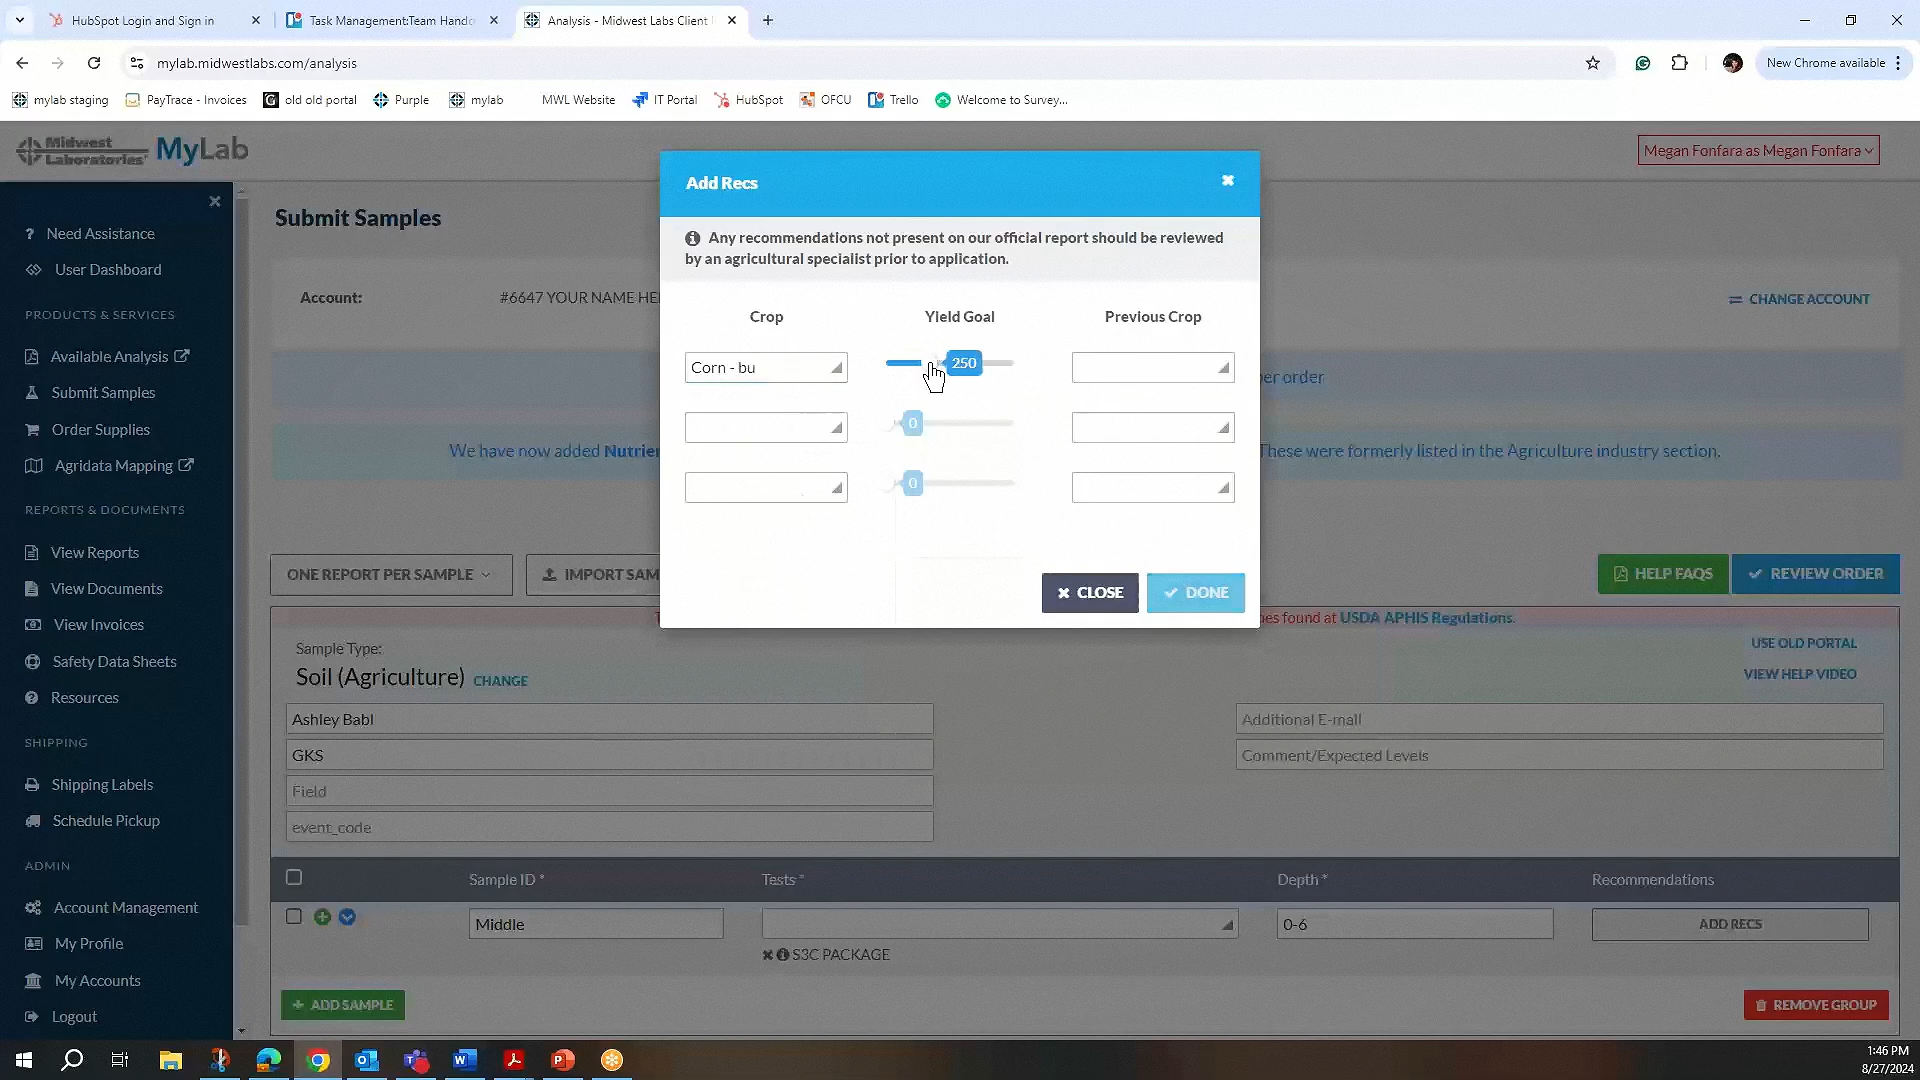 HubSpot Login and Sign in
Task Management:Team Hando
Analysis - Midwest Labs Client
mylab.midwestlabs.com/analysis
New Chrome available
mylab staging
PayTrace - Invoices
old old portal
Purple
mylab
MWL Website
IT Portal
HubSpot
OFCU
Trello
Welcome to Survey...
Midwest Laboratories® MyLab
Megan Fonfara as Megan Fonfara
Need Assistance
User Dashboard
PRODUCTS & SERVICES
Available Analysis
Submit Samples
Order Supplies
Agridata Mapping
REPORTS & DOCUMENTS
View Reports
View Documents
View Invoices
Safety Data Sheets
Resources
SHIPPING
Shipping Labels
Schedule Pickup
ADMIN
Account Management
My Profile
My Accounts
Logout
Submit Samples
Account:
#6647 YOUR NAME HE
CHANGE ACCOUNT
per order
We have now added Nutrie
These were formerly listed in the Agriculture industry section.
Add Recs
Any recommendations not present on our official report should be reviewed
by an agricultural specialist prior to application.
Crop
Yield Goal
Previous Crop
Corn - bu
250
0
0
CLOSE
DONE
ONE REPORT PER SAMPLE
IMPORT SAM
HELP FAQS
REVIEW ORDER
es found at USDA APHIS Regulations.
Sample Type:
Soil (Agriculture) CHANGE
USE OLD PORTAL
VIEW HELP VIDEO
Ashley Babl
Additional E-mail
GKS
Comment/Expected Levels
Field
event_code
Sample ID *
Tests *
Depth *
Recommendations
Middle
0-6
ADD RECS
S3C PACKAGE
ADD SAMPLE
REMOVE GROUP
1:46 PM
8/27/2024